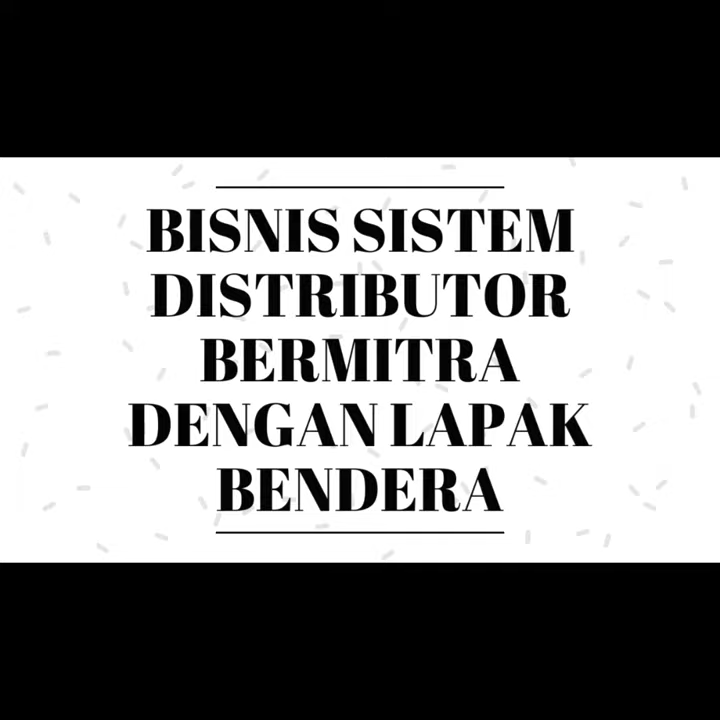 BISNIS SISTEM
DISTRIBUTOR
BERMITRA
DENGAN LAPAK
BENDERA